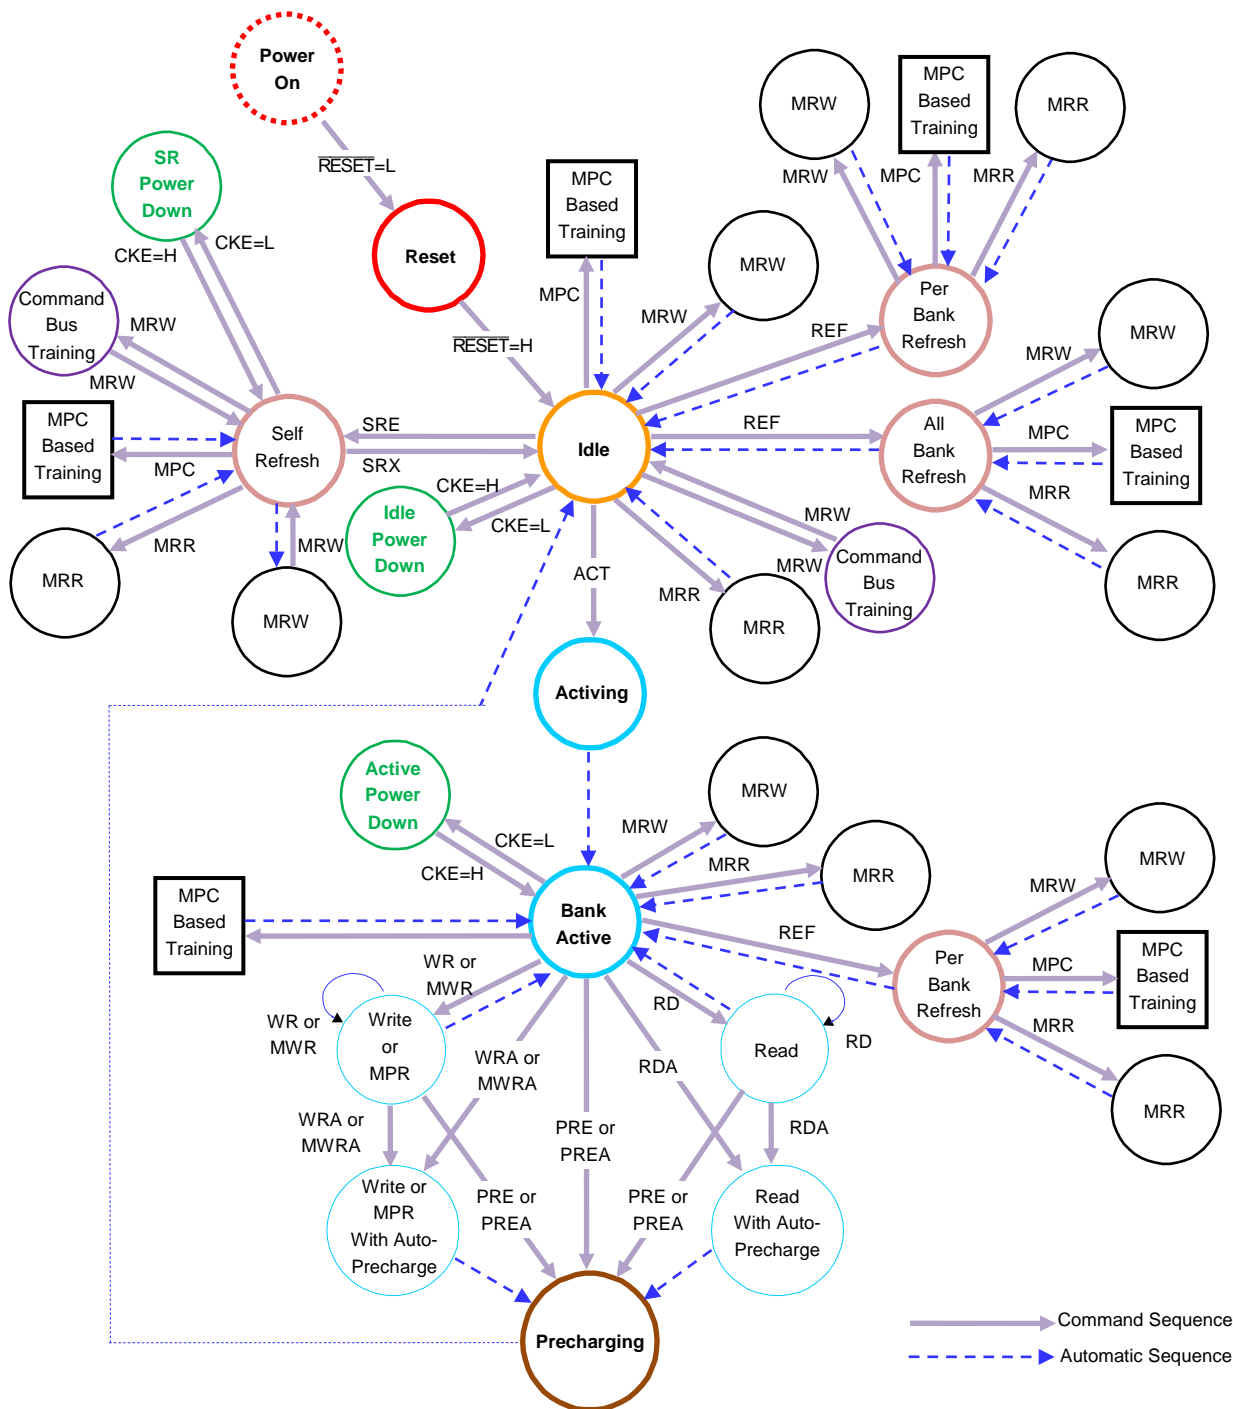 Power
On
RESET=L
SR
Power
Down
CKE=H
CKE=L
Reset
RESET=H
MPC
Based
Training
MPC
MRW
MRW
MRW
MPC
Based
Training
MRR
MRW
MPC
MRR
Per
Bank
Refresh
REF
Command
Bus
Training
MRW
MRW
MPC
Based
Training
MPC
Self
Refresh
SRE
SRX
Idle
REF
All
Bank
Refresh
MRW
MRW
MPC
MPC
Based
Training
MRR
MRR
MRR
MRR
MRW
MRW
CKE=H
CKE=L
Idle
Power
Down
ACT
MRR
MRR
MRW
MRW
Command
Bus
Training
Activing
Active
Power
Down
CKE=L
CKE=H
MRW
MRW
MRR
MRR
MPC
Based
Training
Bank
Active
REF
Per
Bank
Refresh
MRW
MRW
MPC
MPC
Based
Training
MRR
MRR
WR or
MWR
WR or
MWR
Write
or
MPR
RD
Read
RD
WRA or
MWRA
RDA
WRA or
MWRA
PRE or
PREA
RDA
Write or
MPR
With Auto-
Precharge
PRE or
PREA
PRE or
PREA
Read
With Auto-
Precharge
Precharging
Command Sequence
Automatic Sequence